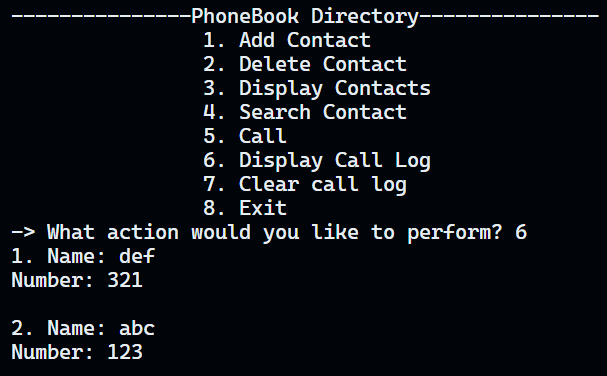 ---------------PhoneBook Directory---------------
1. Add Contact
2. Delete Contact
3. Display Contacts
4. Search Contact
5. Call
6. Display Call Log
7. Clear call log
8. Exit
-> What action would you like to perform? 6
1. Name: def
Number: 321
2. Name: abc
Number: 123